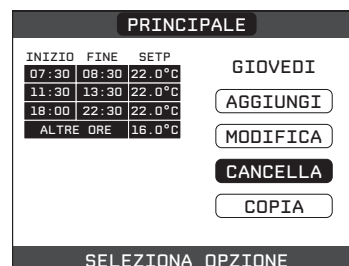 PRINCIPALE
INIZIO FINE SETP
07:30 08:30 22.0°C
11:30 13:30 22.0°C
18:00 22:30 22.0°C
ALTRE ORE 16.0°C
GIOVEDI
AGGIUNGI
MODIFICA
CANCELLA
COPIA
SELEZIONA OPZIONE